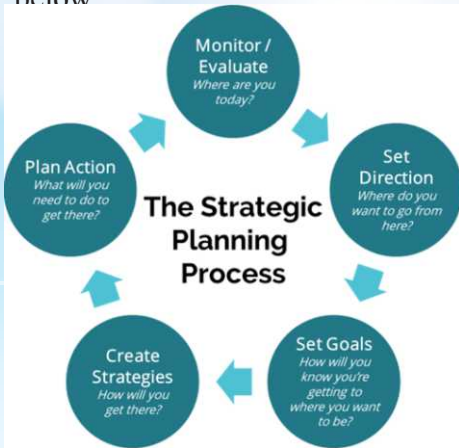 below
Monitor /
Evaluate
Where are you
today?
Set
Direction
Where do you
want to go from
here?
Set Goals
How will you
know you're
getting to
where you want
to be?
Create
Strategies
How will you
get there?
Plan Action
What will you
need to do to
get there?
The Strategic
Planning
Process